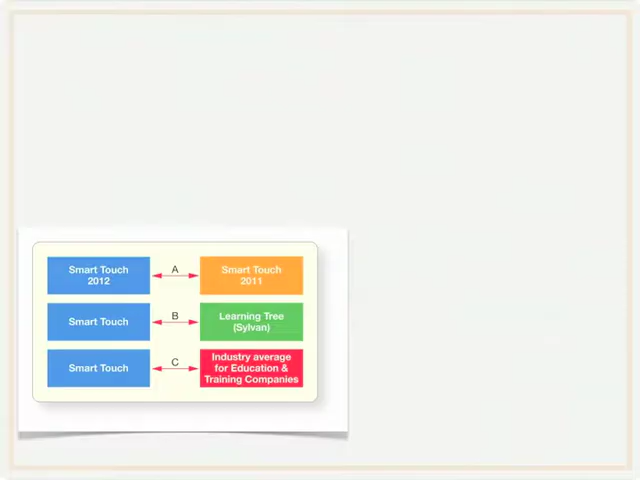 Smart Touch
2012
A
Smart Touch
2011
Smart Touch
B
Learning Tree
(Sylvan)
Smart Touch
C
Industry average
for Education &
Training Companies